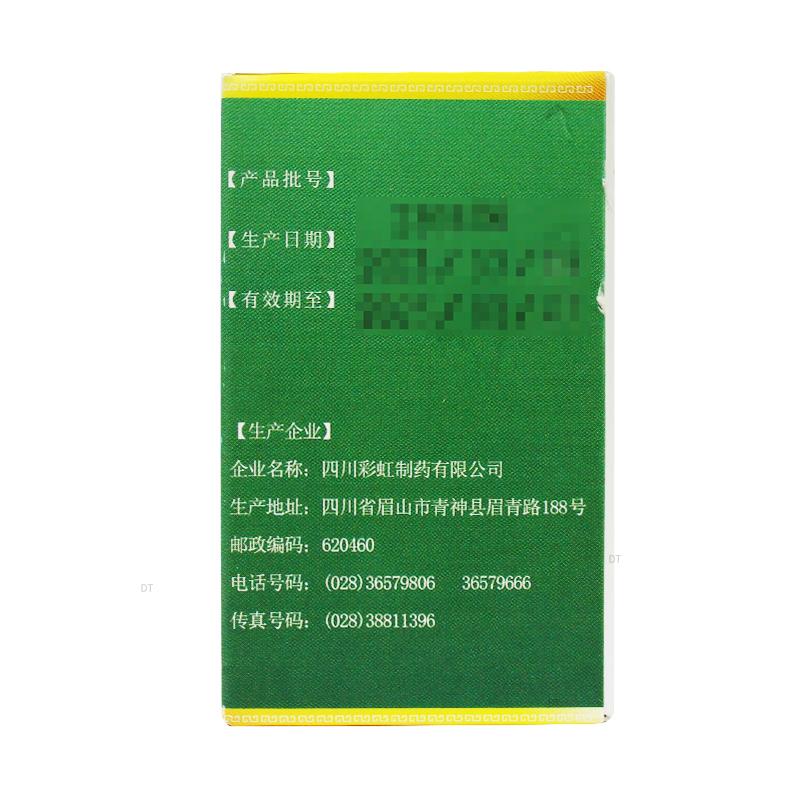 【产品批号】
【生产日期】
【有效期至】
【生产企业】
企业名称：四川彩虹制药有限公司
生产地址：四川省眉山市青神县眉青路188号
邮政编码：620460
电话号码：(028)36579806 36579666
传真号码：(028)38811396
DT
DT